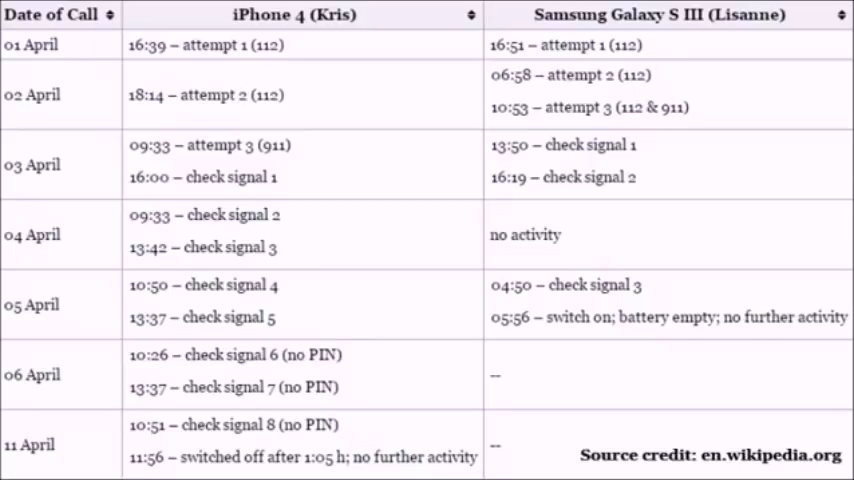 Date of Call iPhone 4 (Kris) Samsung Galaxy S III (Lisanne)
01 April 16:39 – attempt 1 (112) 16:51 – attempt 1 (112)
02 April 18:14 – attempt 2 (112) 06:58 – attempt 2 (112)
10:53 – attempt 3 (112 & 911)
03 April 09:33 – attempt 3 (911) 13:50 – check signal 1
16:00 – check signal 1 16:19 – check signal 2
04 April 09:33 – check signal 2 no activity
13:42 – check signal 3
05 April 10:50 – check signal 4 04:50 – check signal 3
13:37 – check signal 5 05:56 – switch on; battery empty; no further activity
06 April 10:26 – check signal 6 (no PIN) --
13:37 – check signal 7 (no PIN)
11 April 10:51 – check signal 8 (no PIN) --
11:56 – switched off after 1:05 h; no further activity
Source credit: en.wikipedia.org